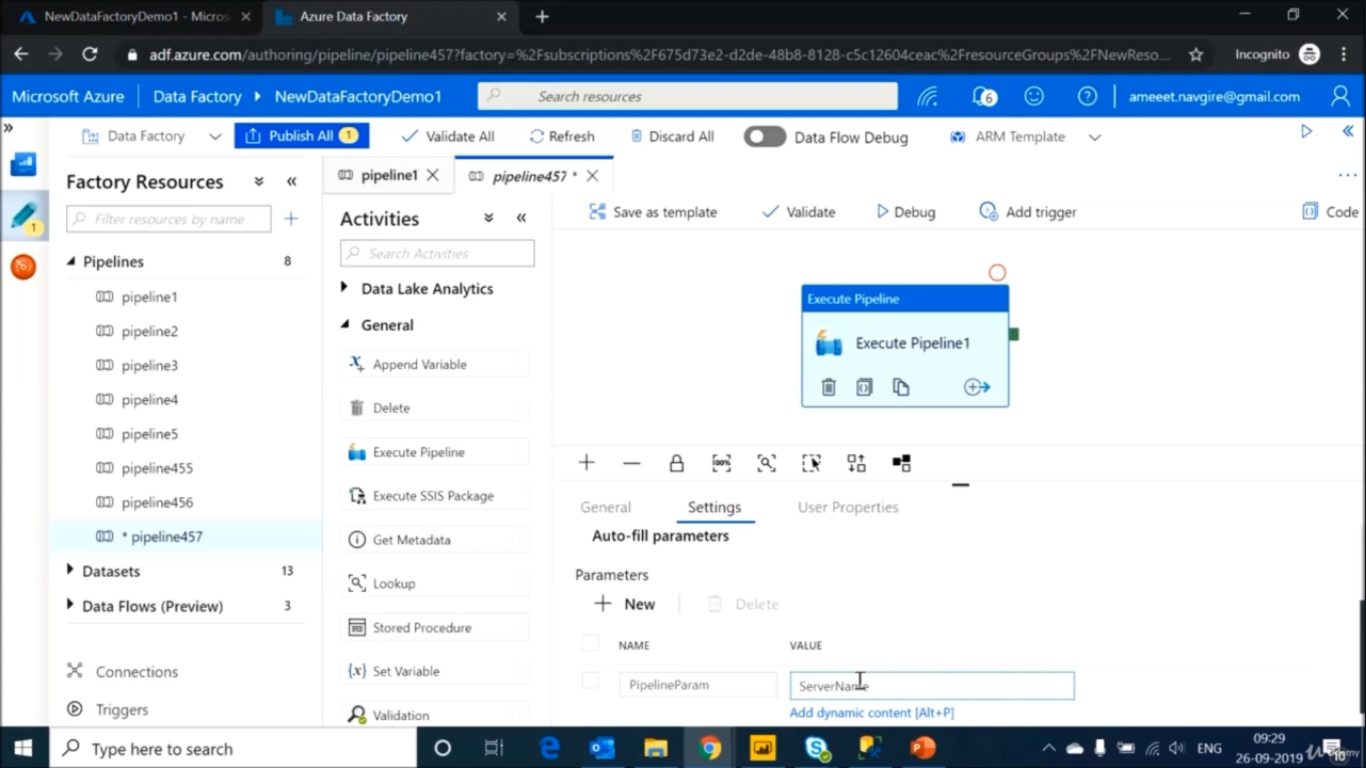 NewDataFactoryDemo1 - Micros
Azure Data Factory
adf.azure.com/authoring/pipeline/pipeline457?factory=%2Fsubscriptions%2F675d73e2-d2de-48b8-8128-c5c12604ceac%2FresourceGroups%2FNewReso...
Incognito
Microsoft Azure
Data Factory
NewDataFactoryDemo1
Search resources
6
ameeet.navgire@gmail.com
Data Factory
Publish All 1
Validate All
Refresh
Discard All
Data Flow Debug
ARM Template
Factory Resources
pipeline1
pipeline457 *
Filter resources by name
1
Activities
Save as template
Validate
Debug
Add trigger
Code
Search Activities
Pipelines 8
pipeline1
pipeline2
pipeline3
pipeline4
pipeline5
pipeline455
pipeline456
* pipeline457
Datasets 13
Data Flows (Preview) 3
Connections
Triggers
Data Lake Analytics
General
Append Variable
Delete
Execute Pipeline
Execute SSIS Package
Get Metadata
Lookup
Stored Procedure
{x} Set Variable
Validation
Execute Pipeline
Execute Pipeline1
100%
General
Settings
User Properties
Auto-fill parameters
Parameters
New
Delete
NAME
VALUE
PipelineParam
ServerName
Add dynamic content [Alt+P]
Type here to search
ENG
09:29
26-09-2019
10